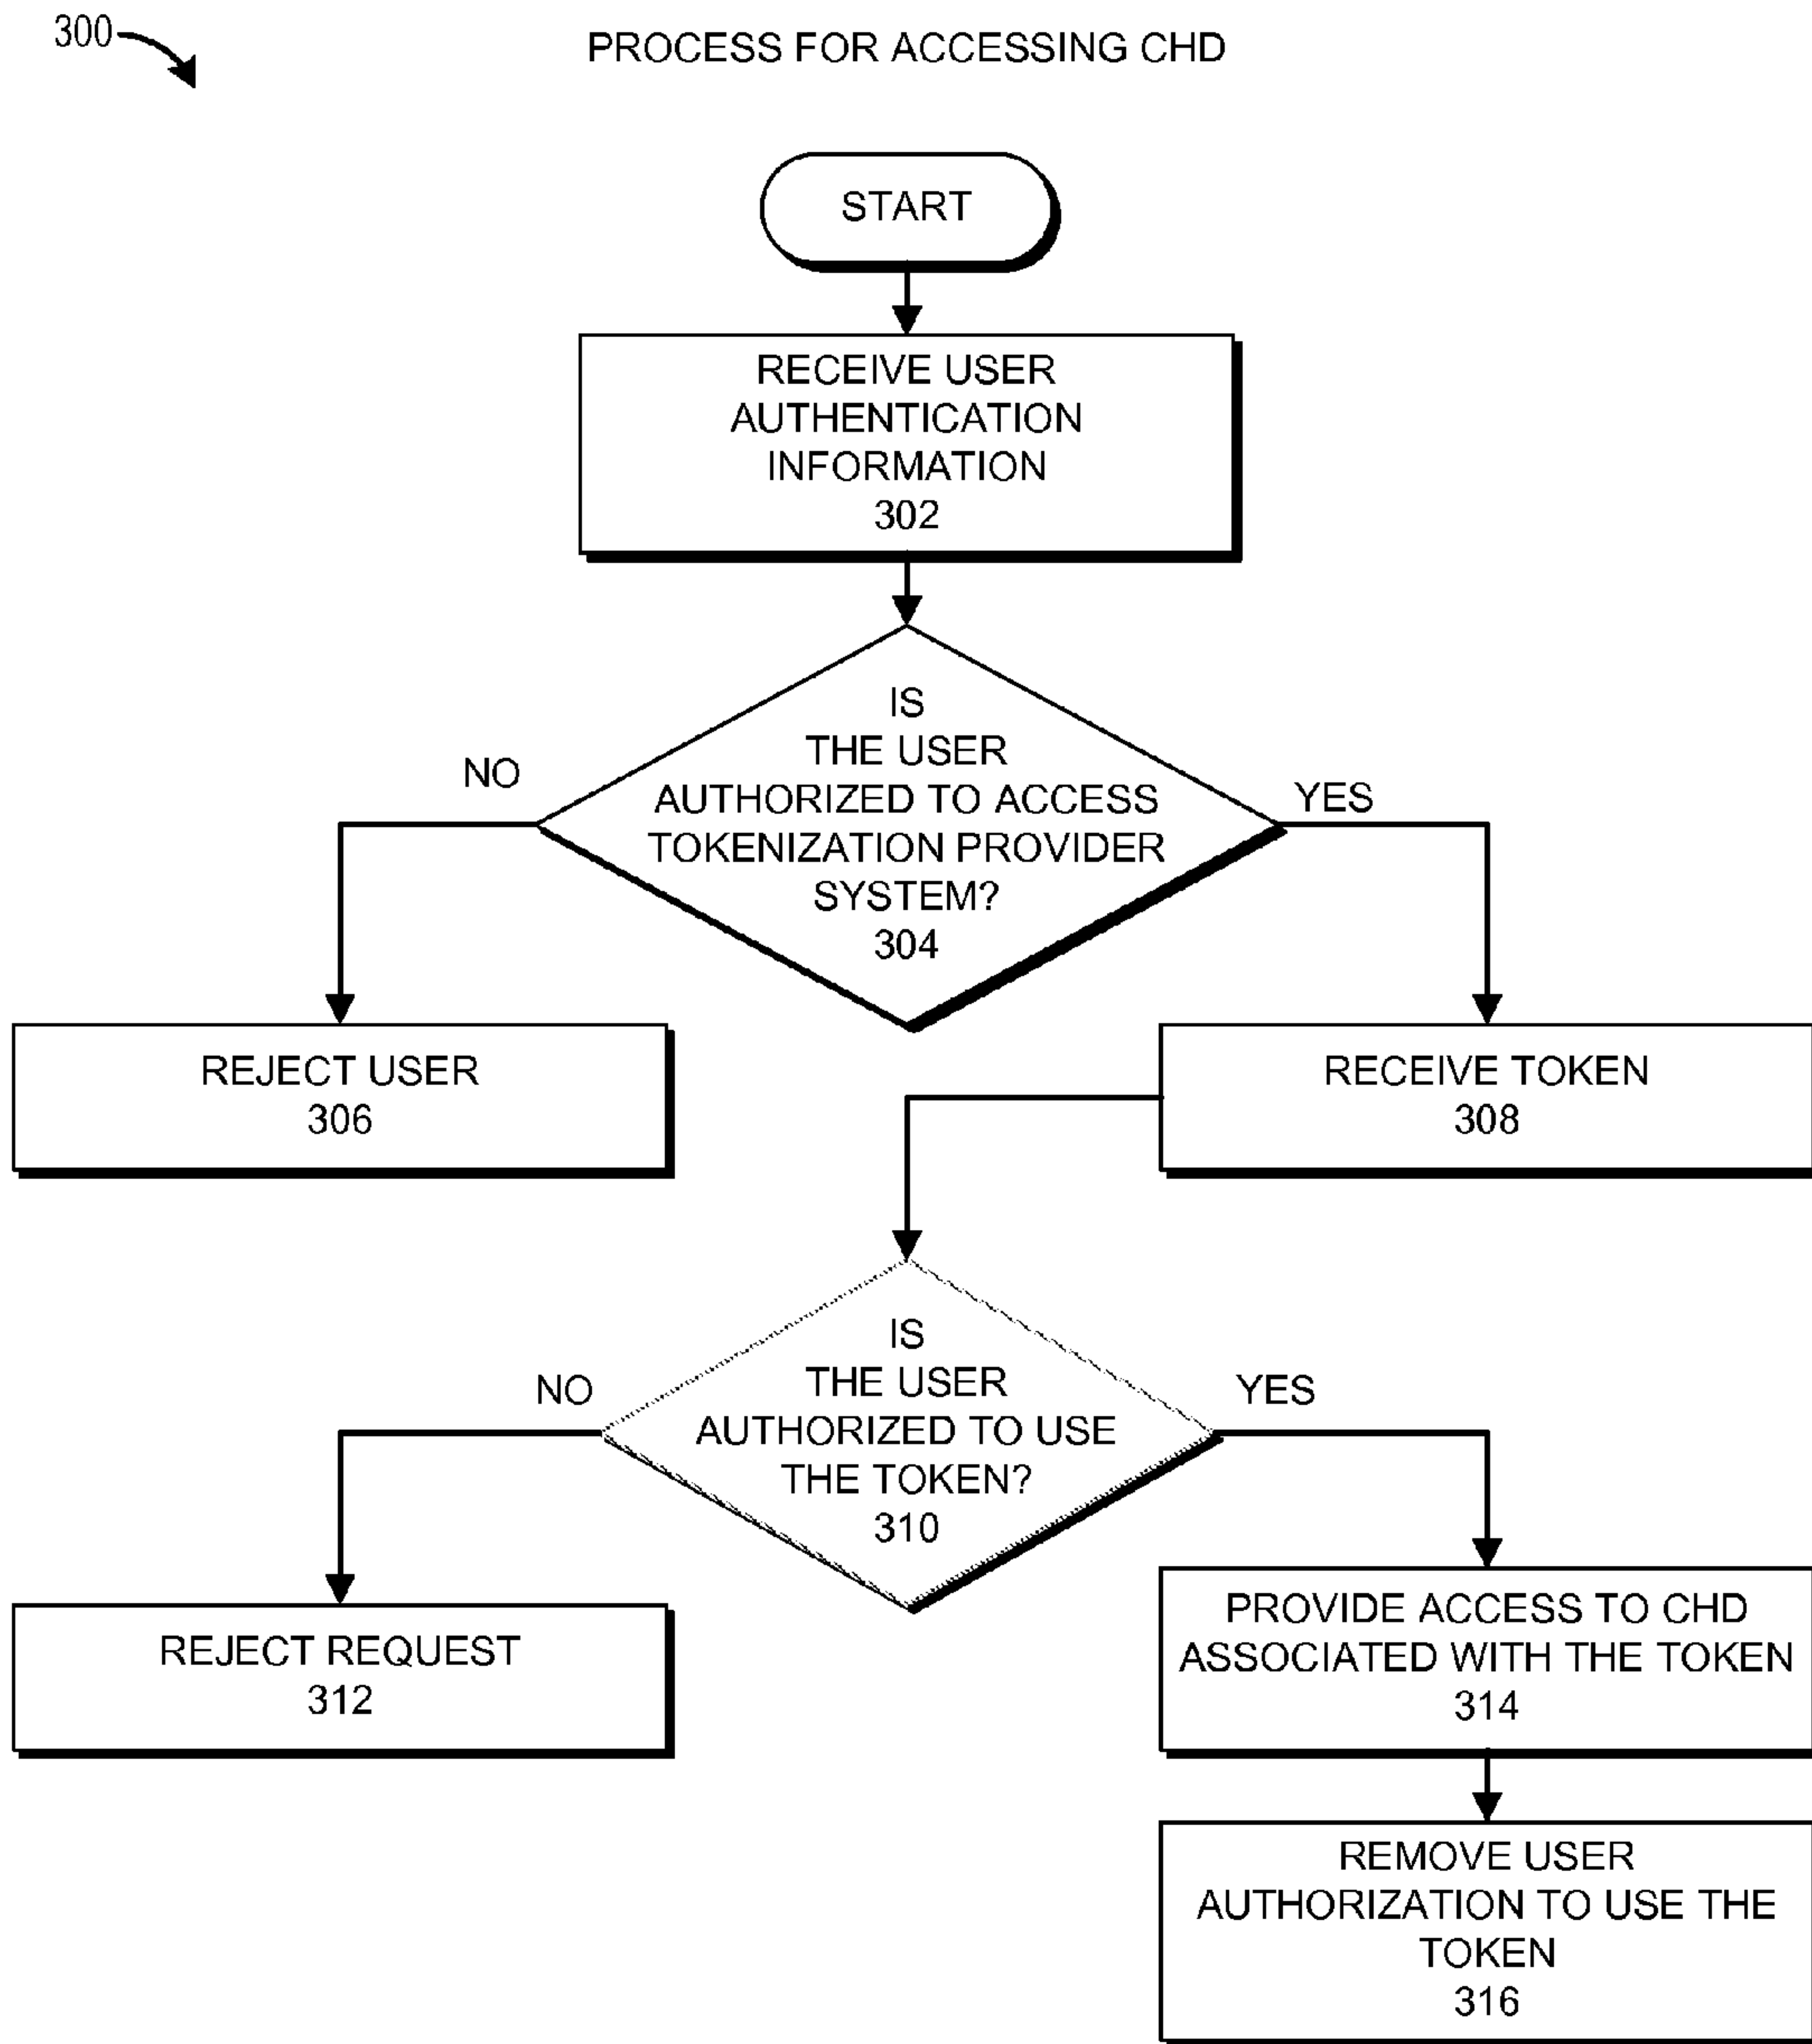 300
PROCESS FOR ACCESSING CHD
START
RECEIVE USER
AUTHENTICATION
INFORMATION
302
IS
THE USER
AUTHORIZED TO ACCESS
TOKENIZATION PROVIDER
SYSTEM?
304
NO
YES
REJECT USER
306
RECEIVE TOKEN
308
IS
THE USER
AUTHORIZED TO USE
THE TOKEN?
310
NO
YES
REJECT REQUEST
312
PROVIDE ACCESS TO CHD
ASSOCIATED WITH THE TOKEN
314
REMOVE USER
AUTHORIZATION TO USE THE
TOKEN
316